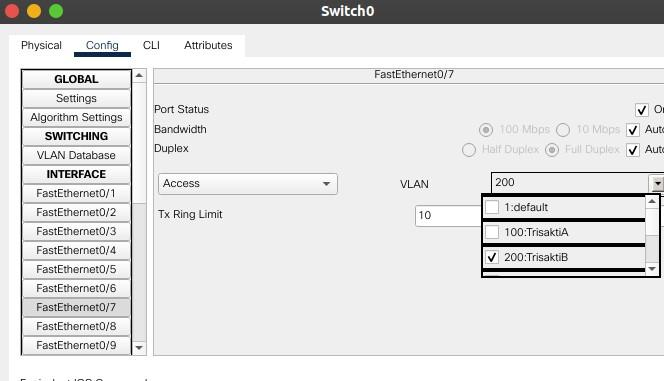 Switch0
Physical Config CLI Attributes
GLOBAL
Settings
Algorithm Settings
SWITCHING
VLAN Database
INTERFACE
FastEthernet0/1
FastEthernet0/2
FastEthernet0/3
FastEthernet0/4
FastEthernet0/5
FastEthernet0/6
FastEthernet0/7
FastEthernet0/8
FastEthernet0/9
FastEthernet0/7
Port Status
Bandwidth 100 Mbps 10 Mbps Auto
Duplex Half Duplex Full Duplex Auto
Access VLAN 200
1:default
100:TrisaktiA
200:TrisaktiB
Tx Ring Limit 10